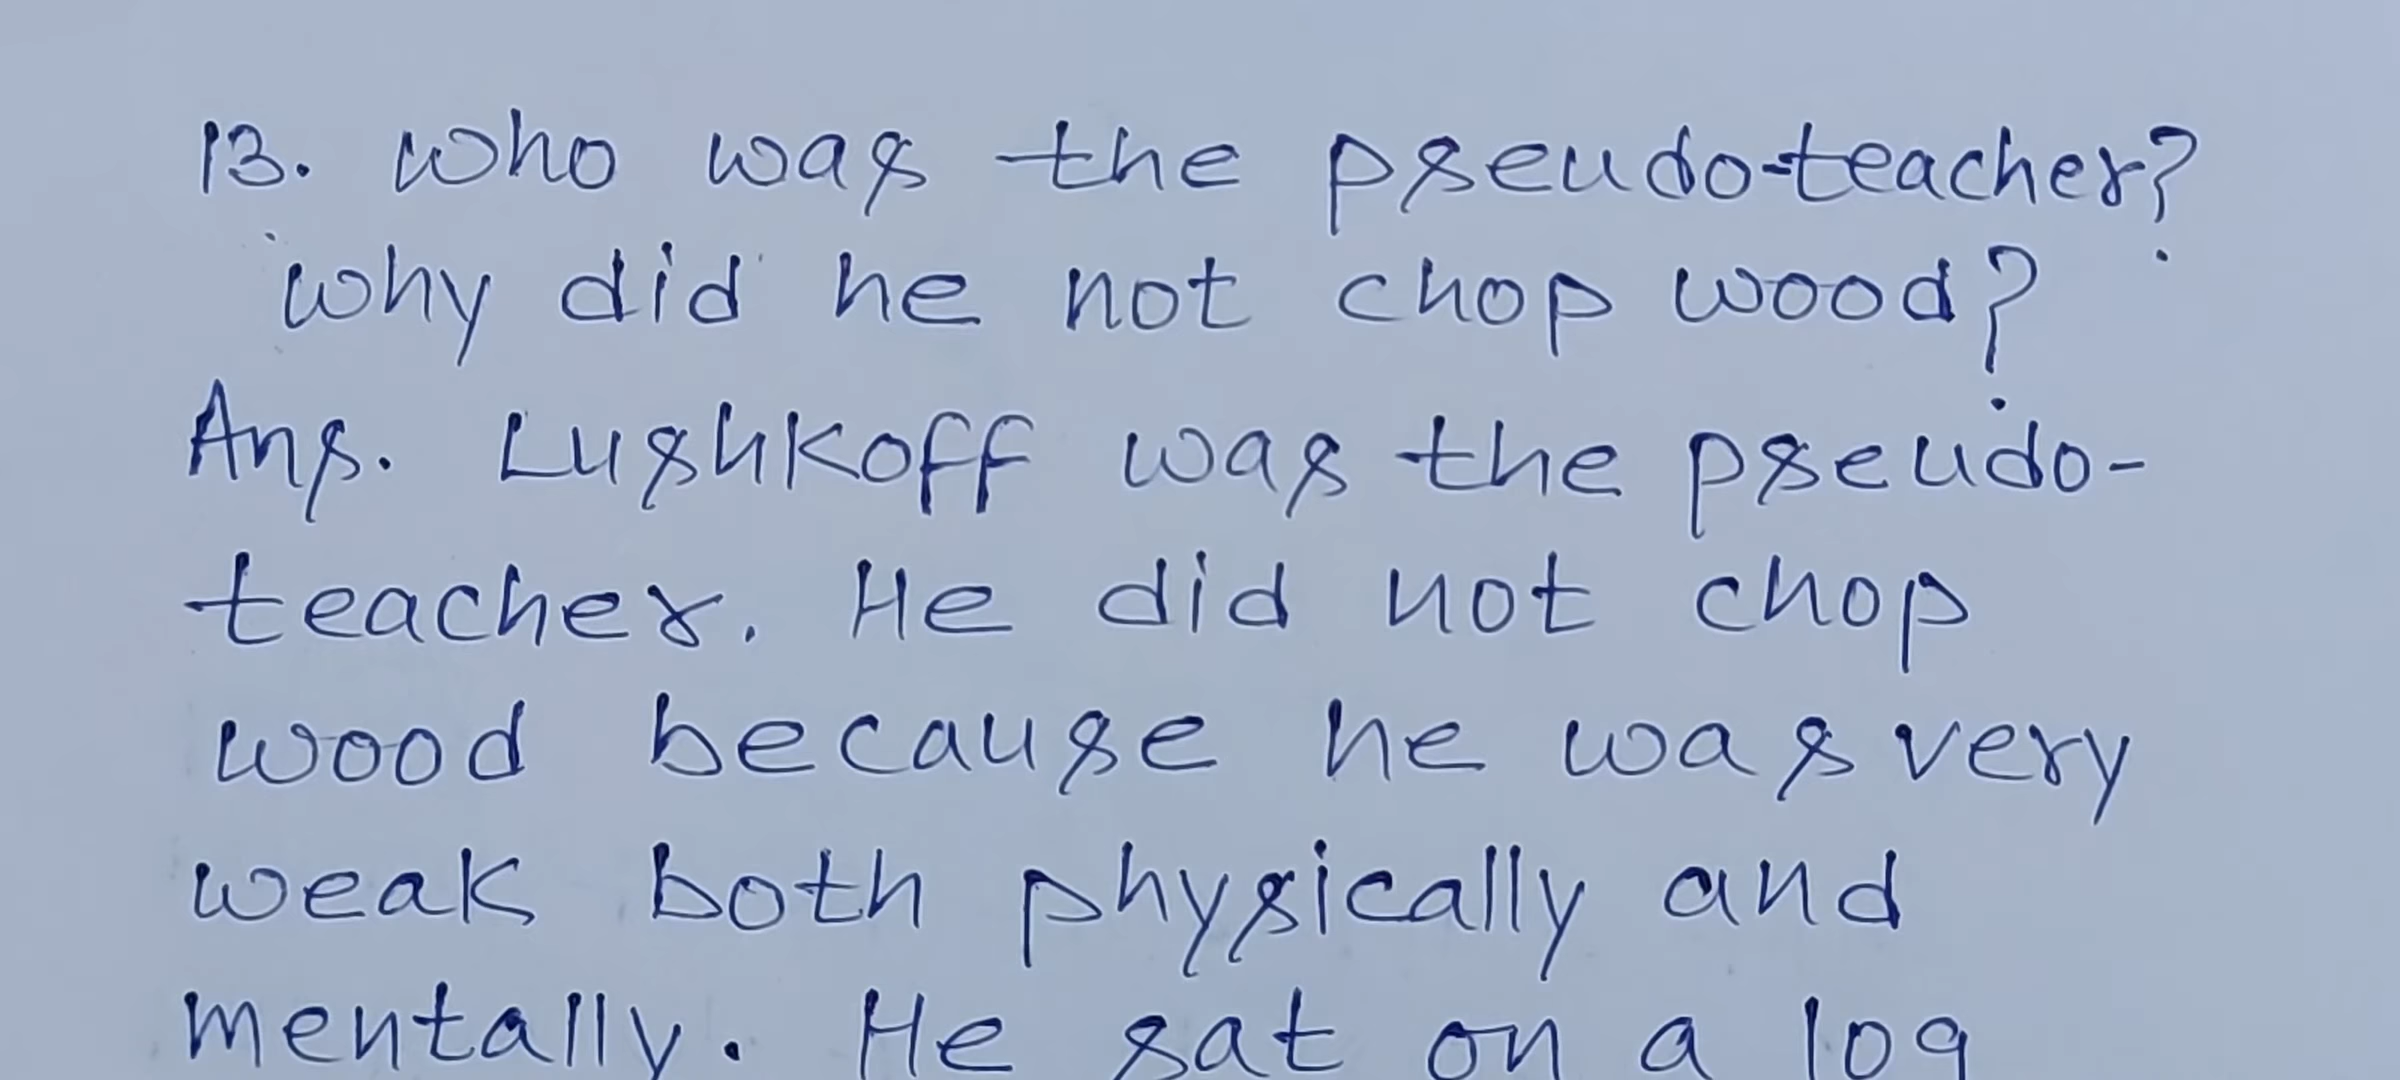 13. Who was the pseudo-teacher?
Why did he not chop wood?
Ans. Lushkoff was the pseudo-
teacher. He did not chop
wood because he was very
weak both physically and
mentally. He sat on a log